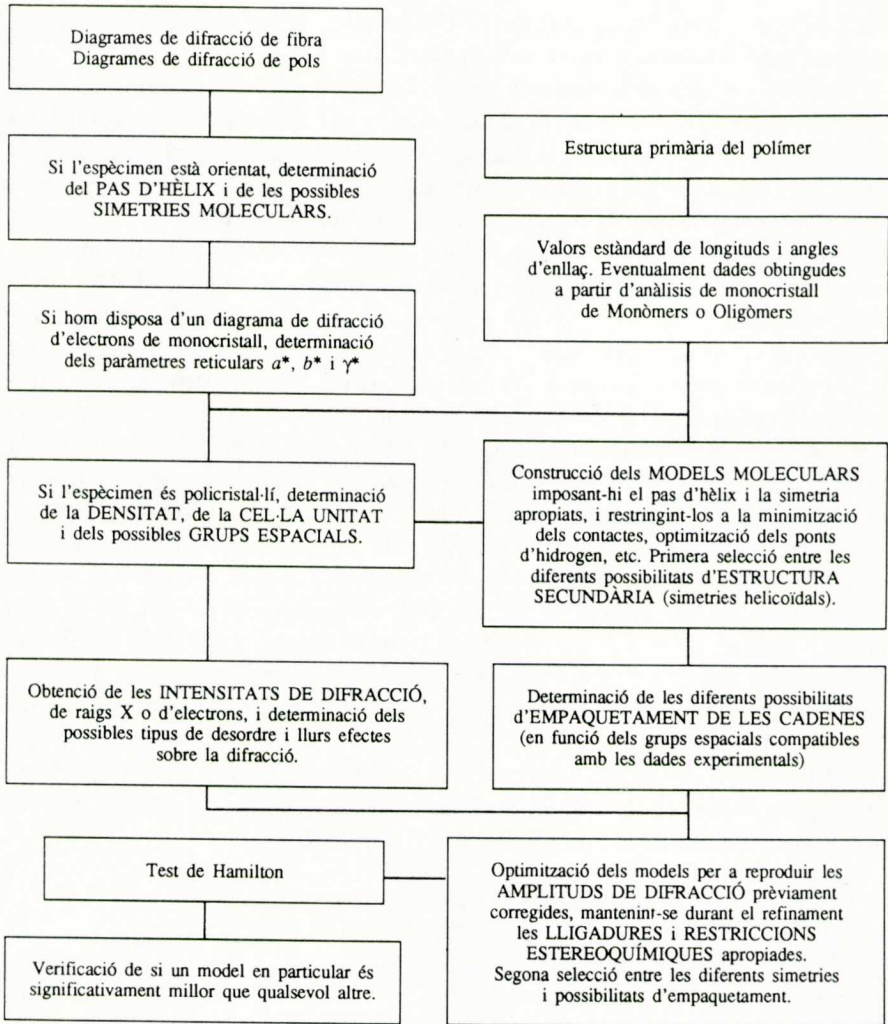 Diagrames de difracció de fibra
Diagrames de difracció de pols
Si l'espècimen està orientat, determinació
del PAS D'HÈLIX i de les possibles
SIMETRIES MOLECULARS.
Estructura primària del polímer
Valors estàndard de longituds i angles
d'enllaç. Eventualment dades obtingudes
a partir d'anàlisis de monocristall
de Monòmers o Oligòmers
Si hom disposa d'un diagrama de difracció
d'electrons de monocristall, determinació
dels paràmetres reticulars a*, b* i γ*
Si l'espècimen és policristal·lí, determinació
de la DENSITAT, de la CEL·LA UNITAT
i dels possibles GRUPS ESPACIALS.
Construcció dels MODELS MOLECULARS
imposant-hi el pas d'hèlix i la simetria
apropiats, i restringint-los a la minimització
dels contactes, optimització dels ponts
d'hidrogen, etc. Primera selecció entre les
diferents possibilitats d'ESTRUCTURA
SECUNDÀRIA (simetries helicoïdals).
Obtenció de les INTENSITATS DE DIFRACCIÓ,
de raigs X o d'electrons, i determinació dels
possibles tipus de desordre i llurs efectes
sobre la difracció.
Determinació de les diferents possibilitats
d'EMPAQUETAMENT DE LES CADENES
(en funció dels grups espacials compatibles
amb les dades experimentals)
Test de Hamilton
Verificació de si un model en particular és
significativament millor que qualsevol altre.
Optimització dels models per a reproduir les
AMPLITUDS DE DIFRACCIÓ prèviament
corregides, mantenint-se durant el refinament
les LLIGADURES i RESTRICCIONS
ESTEREOQUÍMIQUES apropiades.
Segona selecció entre les diferents simetries
i possibilitats d'empaquetament.